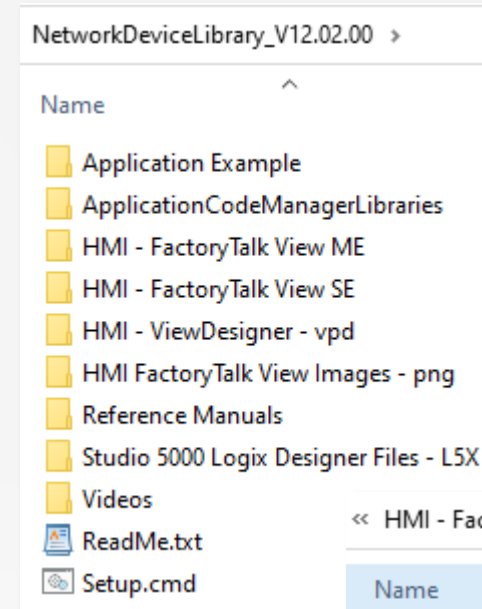 NetworkDeviceLibrary_V12.02.00 >
Name
Application Example
ApplicationCodeManagerLibraries
HMI - FactoryTalk View ME
HMI - FactoryTalk View SE
HMI - ViewDesigner - vpd
HMI FactoryTalk View Images - png
Reference Manuals
Studio 5000 Logix Designer Files - L5X
Videos
« HMI - Fac
ReadMe.txt
Setup.cmd
Name